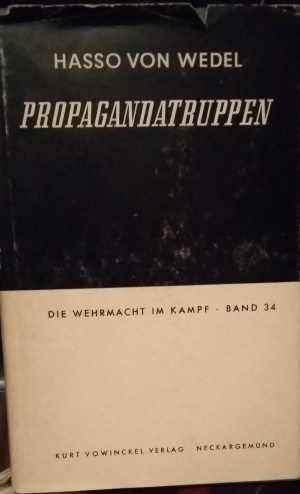 HASSO VON WEDEL
PROPAGANDATRUPPEN
DIE WEHRMACHT IM KAMPF · BAND 34
KURT VOWINCKEL VERLAG · NECKARGEMÜND